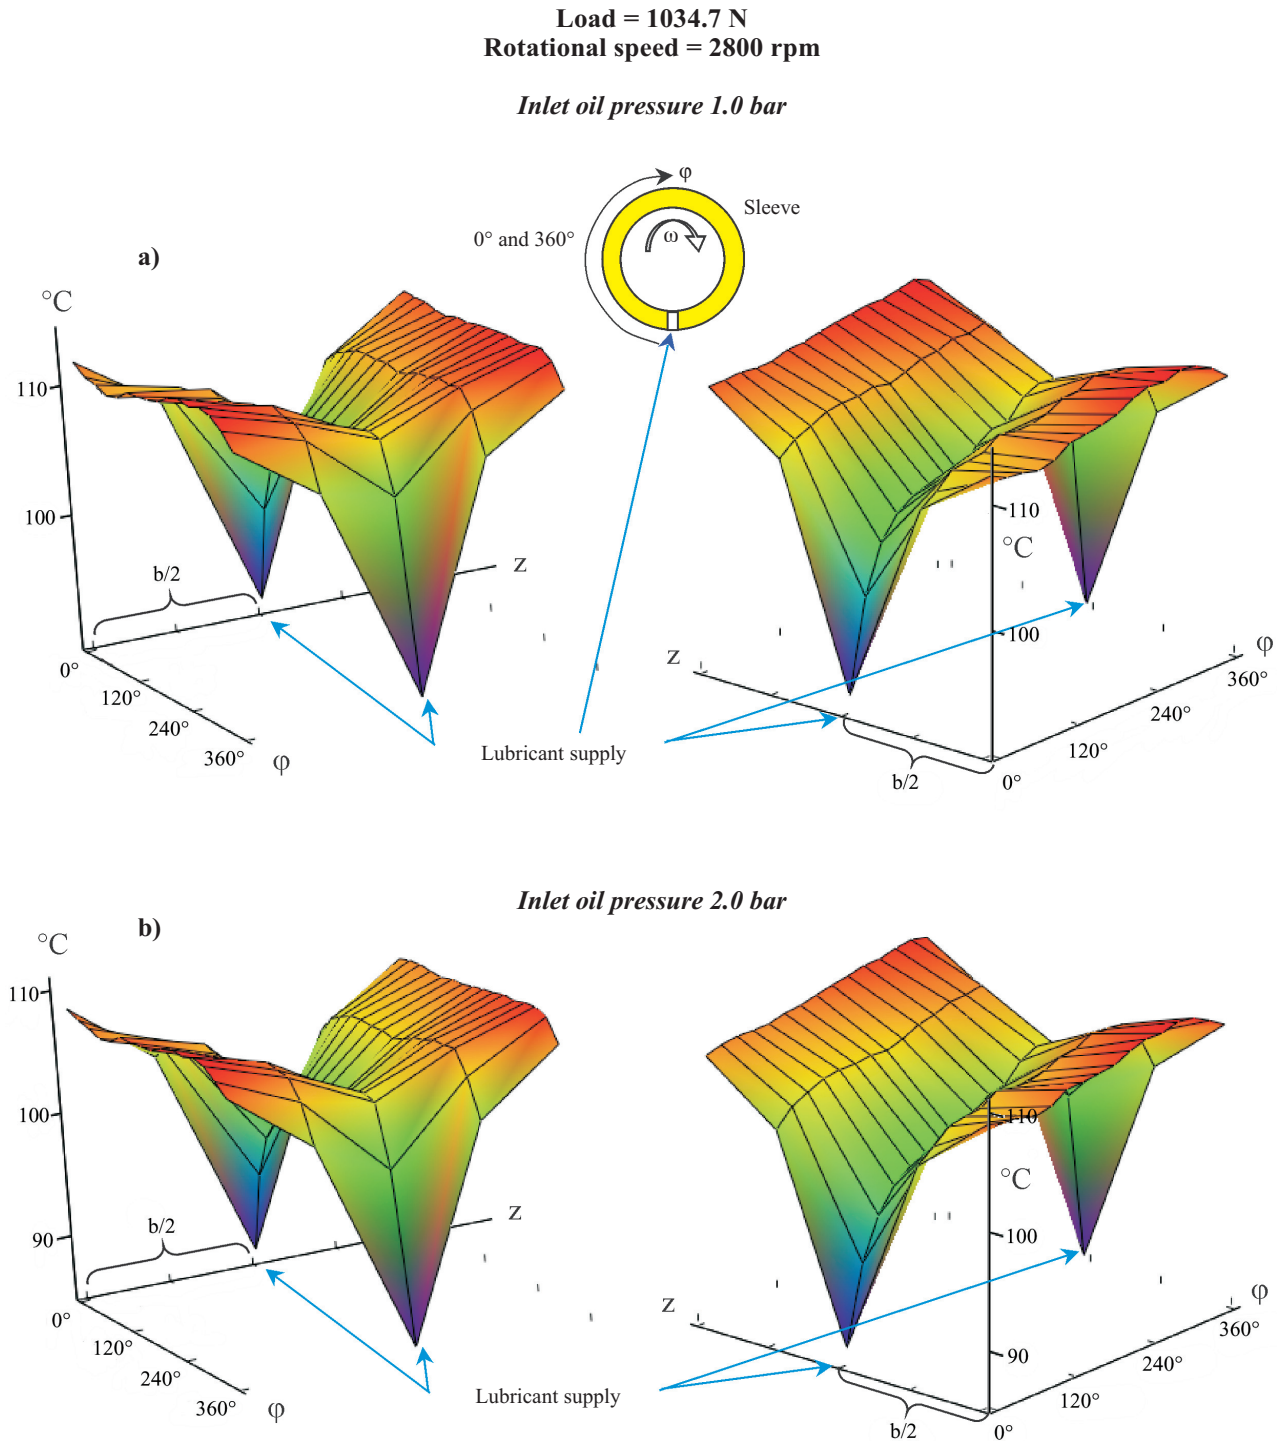 Load = 1034.7 N
Rotational speed = 2800 rpm
Inlet oil pressure 1.0 bar
a)
φ
Sleeve
0° and 360°
ω
°C
110
100
b/2
z
0°
120°
240°
360°
φ
Lubricant supply
110
°C
100
z
φ
360°
240°
120°
0°
b/2
Inlet oil pressure 2.0 bar
b)
°C
110
100
90
b/2
z
0°
120°
240°
360°
φ
Lubricant supply
110
°C
100
90
z
φ
360°
240°
120°
0°
b/2